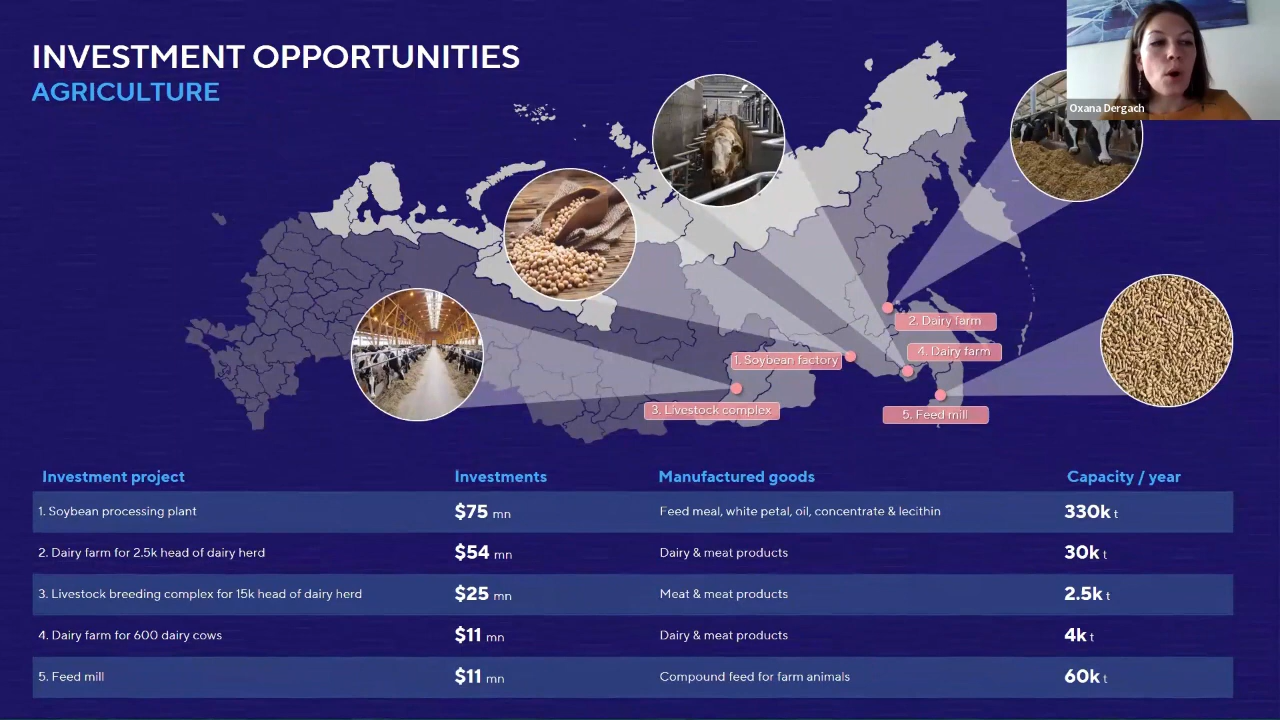 INVESTMENT OPPORTUNITIES
AGRICULTURE
Oxana Dergach
2. Dairy farm
4. Dairy farm
1. Soybean factory
3. Livestock complex
5. Feed mill
Investment project Investments Manufactured goods Capacity / year
1. Soybean processing plant $75 mn Feed meal, white petal, oil, concentrate & lecithin 330k t
2. Dairy farm for 2.5k head of dairy herd $54 mn Dairy & meat products 30k t
3. Livestock breeding complex for 15k head of dairy herd $25 mn Meat & meat products 2.5k t
4. Dairy farm for 600 dairy cows $11 mn Dairy & meat products 4k t
5. Feed mill $11 mn Compound feed for farm animals 60k t